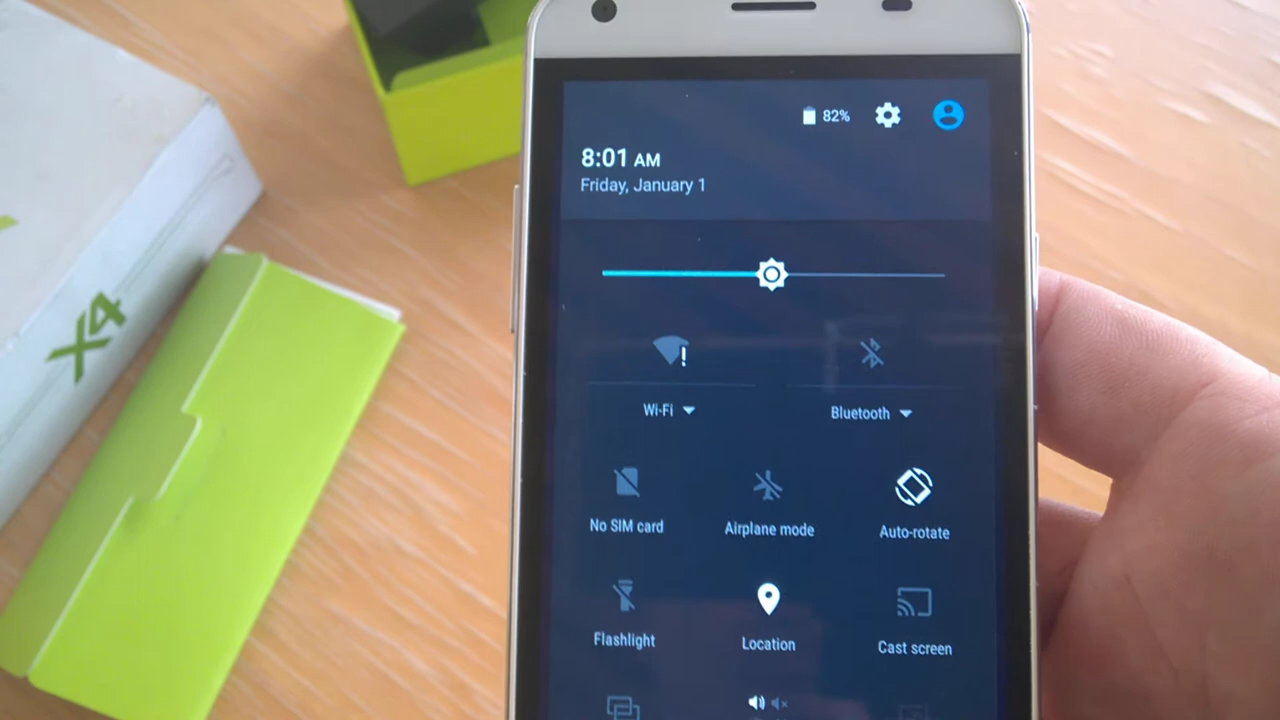 X4
82%
8:01 AM
Friday, January 1
Wi-Fi
Bluetooth
No SIM card
Airplane mode
Auto-rotate
Flashlight
Location
Cast screen